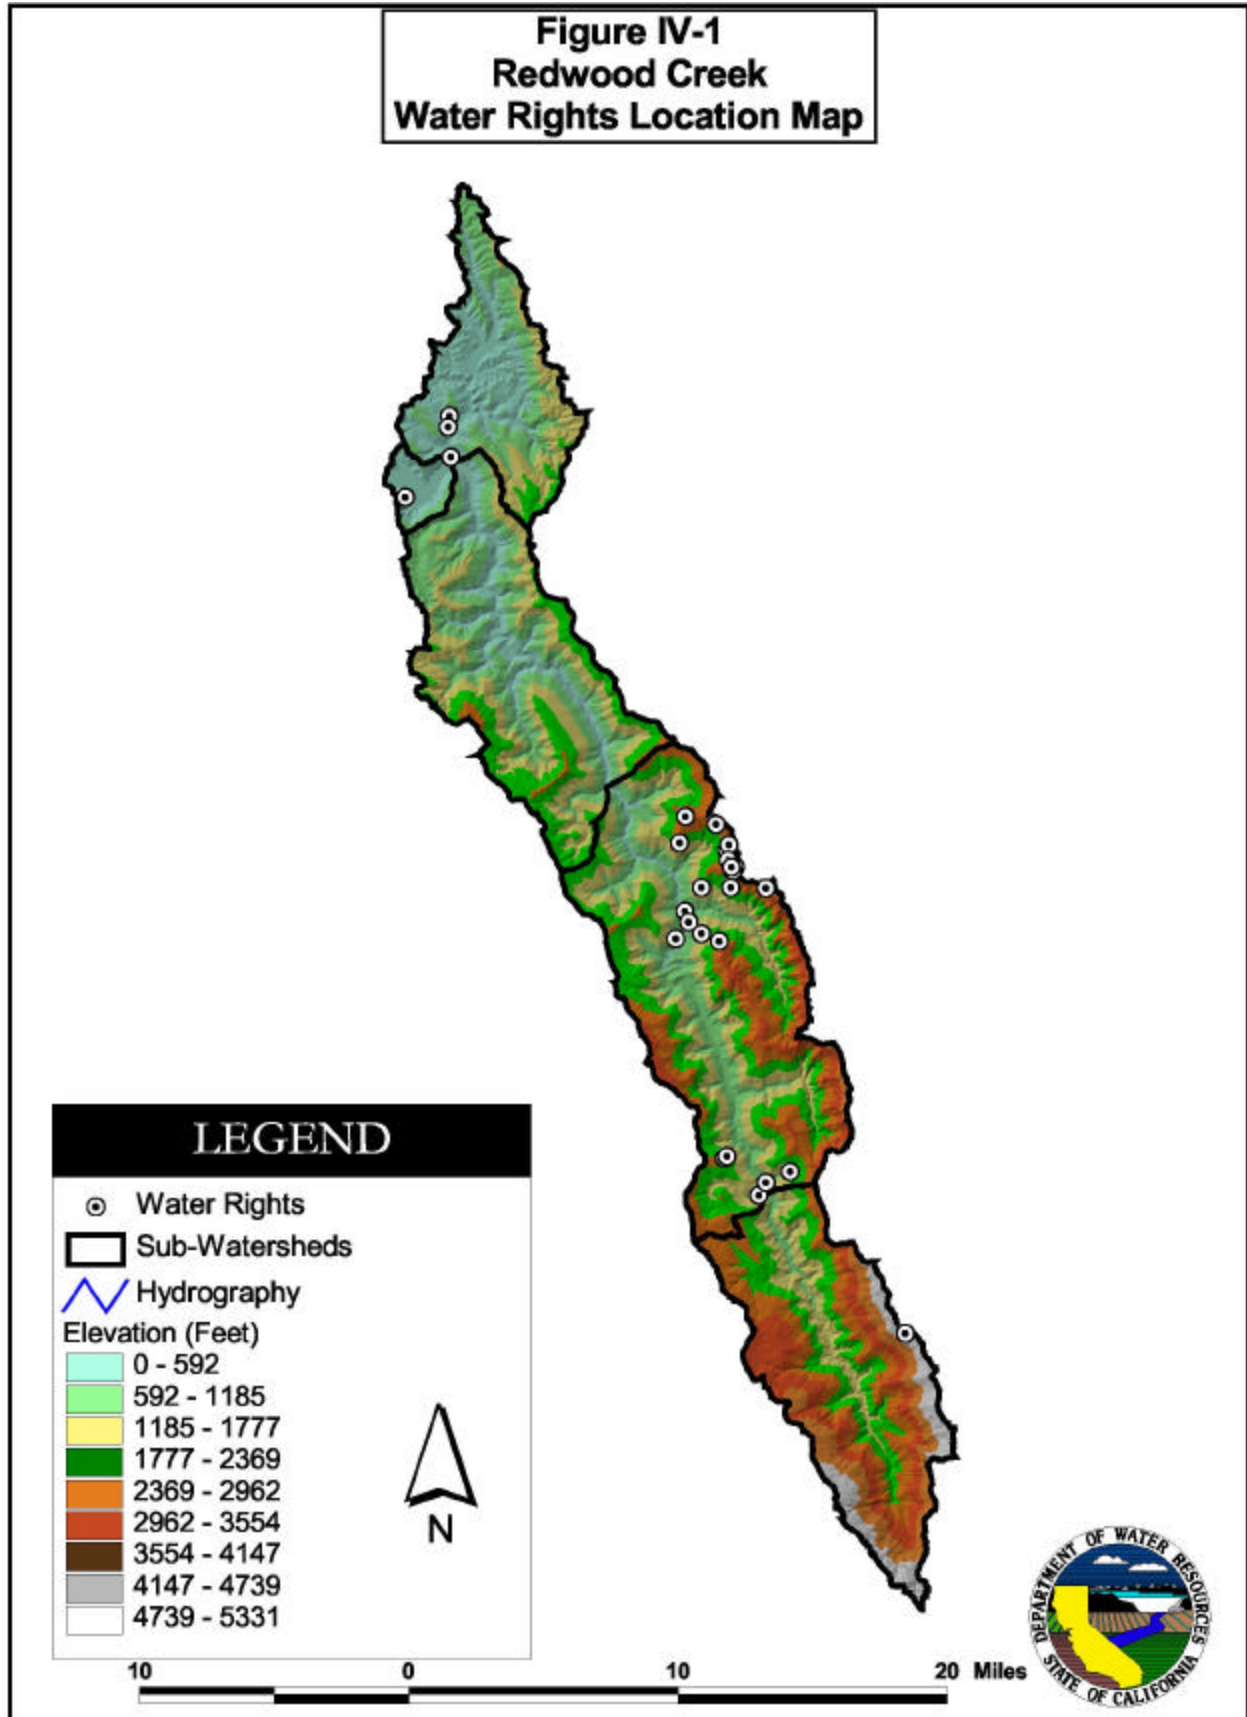 Figure IV-1
Redwood Creek
Water Rights Location Map
LEGEND
Water Rights
Sub-Watersheds
Hydrography
Elevation (Feet)
0 - 592
592 - 1185
1185 - 1777
1777 - 2369
2369 - 2962
2962 - 3554
3554 - 4147
4147 - 4739
4739 - 5331
N
10 0 10 20 Miles
DEPARTMENT OF WATER RESOURCES
STATE OF CALIFORNIA